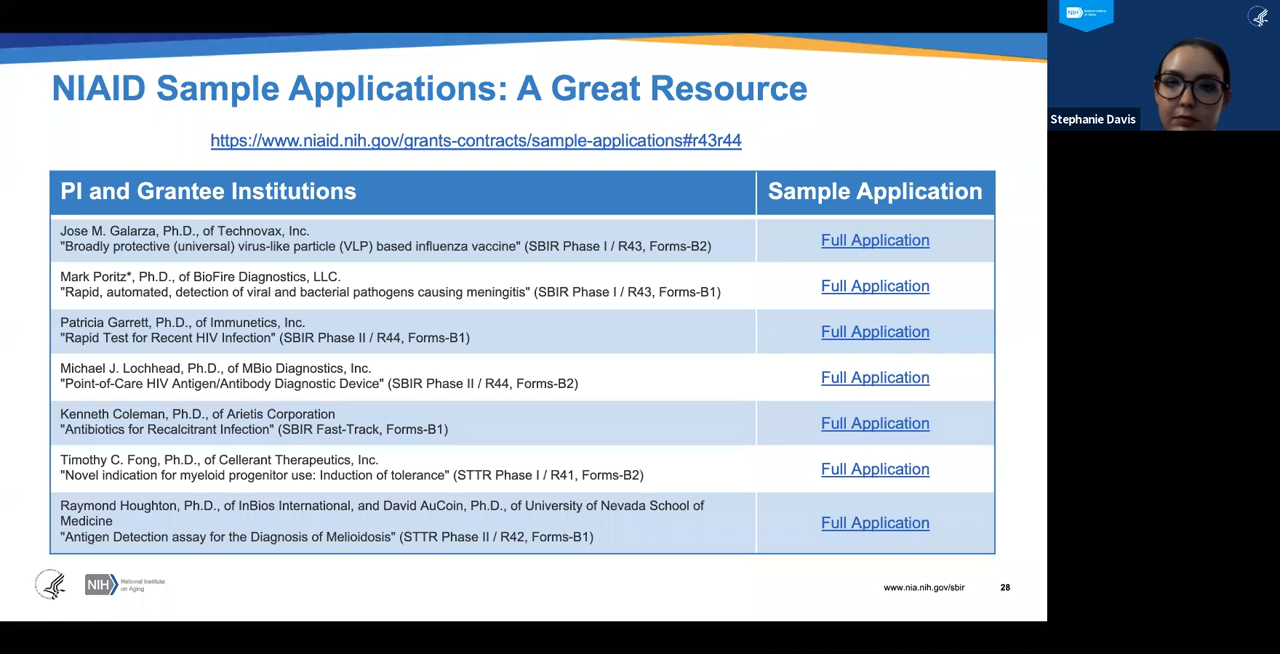 NIAID Sample Applications: A Great Resource
https://www.niaid.nih.gov/grants-contracts/sample-applications#r43r44
PI and Grantee Institutions
Sample Application
Jose M. Galarza, Ph.D., of Technovax, Inc.
"Broadly protective (universal) virus-like particle (VLP) based influenza vaccine" (SBIR Phase I / R43, Forms-B2)
Full Application
Mark Poritz*, Ph.D., of BioFire Diagnostics, LLC.
"Rapid, automated, detection of viral and bacterial pathogens causing meningitis" (SBIR Phase I / R43, Forms-B1)
Full Application
Patricia Garrett, Ph.D., of Immunetics, Inc.
"Rapid Test for Recent HIV Infection" (SBIR Phase II / R44, Forms-B1)
Full Application
Michael J. Lochhead, Ph.D., of MBio Diagnostics, Inc.
"Point-of-Care HIV Antigen/Antibody Diagnostic Device" (SBIR Phase II / R44, Forms-B2)
Full Application
Kenneth Coleman, Ph.D., of Arietis Corporation
"Antibiotics for Recalcitrant Infection" (SBIR Fast-Track, Forms-B1)
Full Application
Timothy C. Fong, Ph.D., of Cellerant Therapeutics, Inc.
"Novel indication for myeloid progenitor use: Induction of tolerance" (STTR Phase I / R41, Forms-B2)
Full Application
Raymond Houghton, Ph.D., of InBios International, and David AuCoin, Ph.D., of University of Nevada School of
Medicine
"Antigen Detection assay for the Diagnosis of Melioidosis" (STTR Phase II / R42, Forms-B1)
Full Application
NIH
National Institute
on Aging
www.nia.nih.gov/sbir
28
NIH
National Institute
on Aging
Stephanie Davis